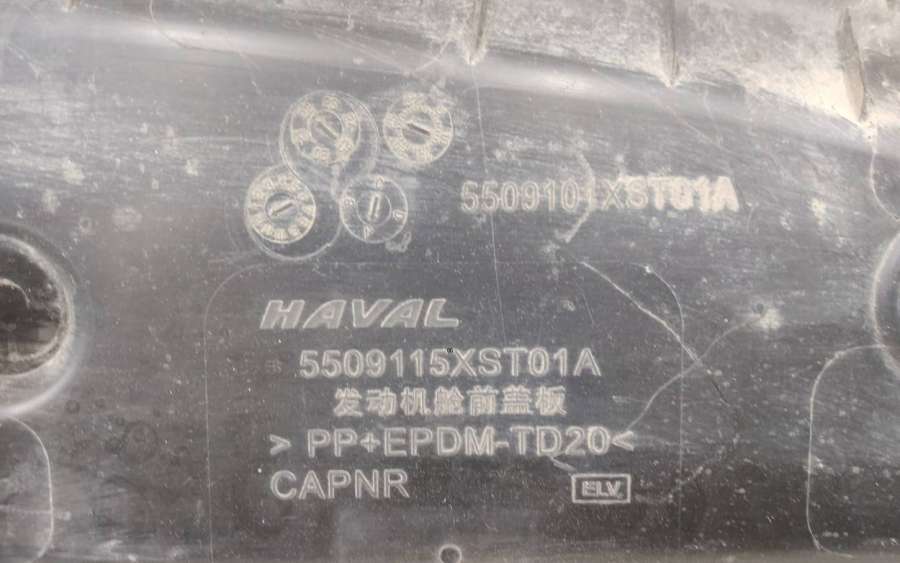 5509101XST01A
HAVAL
5509115XST01A
发动机舱前盖板
> PP+EPDM-TD20<
CAPNR
ELV